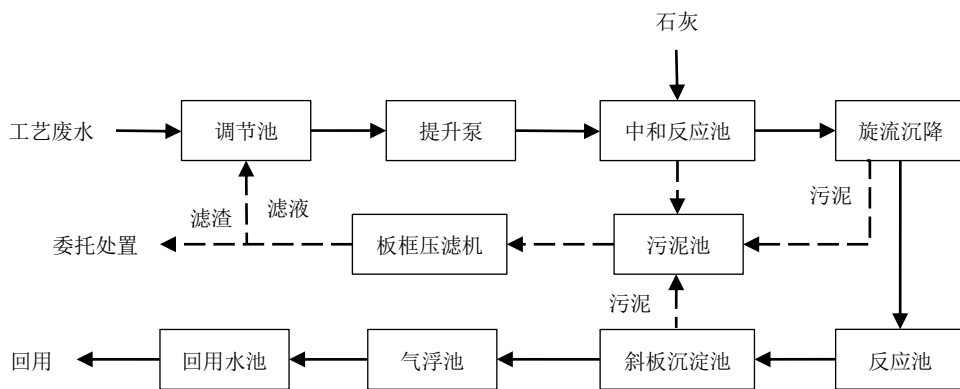 石灰
工艺废水
调节池
提升泵
中和反应池
旋流沉降
滤渣
滤液
污泥
委托处置
板框压滤机
污泥池
污泥
回用
回用水池
气浮池
斜板沉淀池
反应池